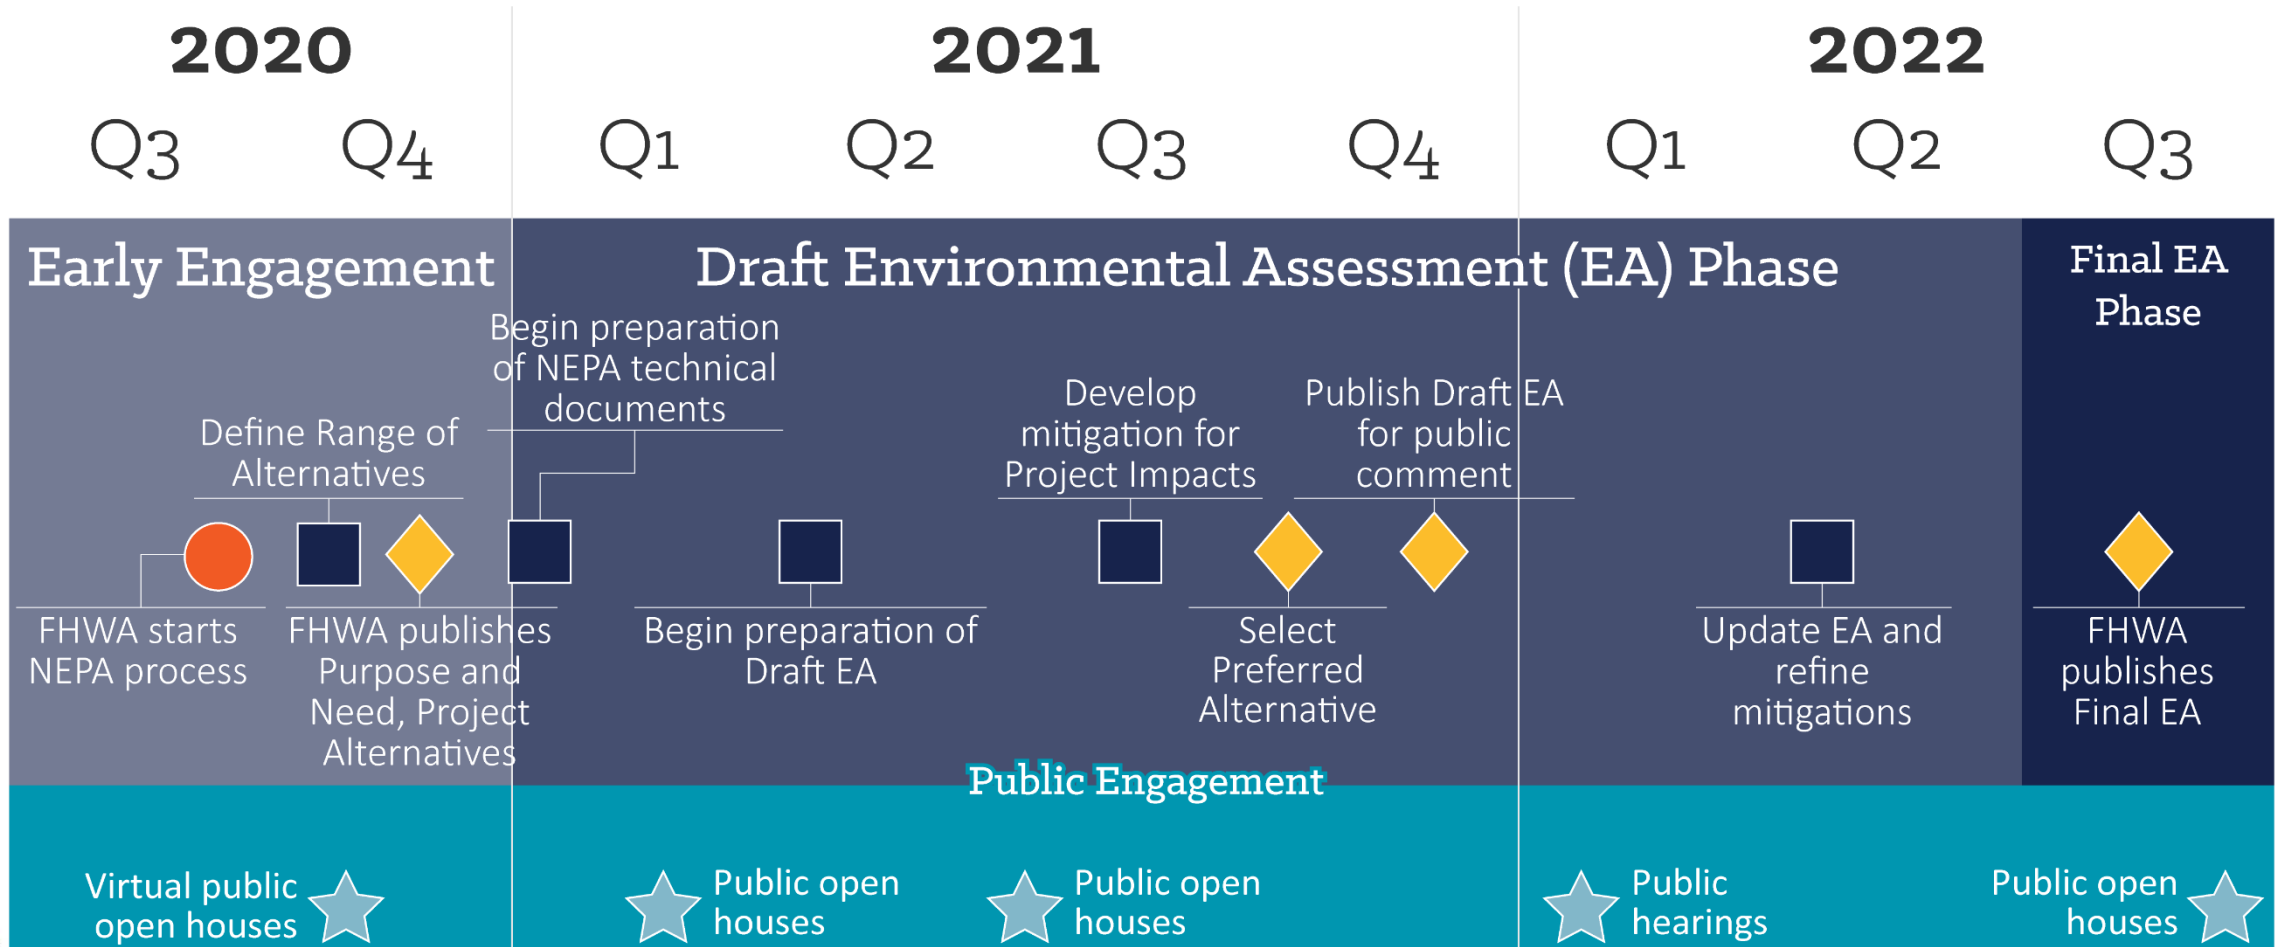 2020
2021
2022
Q3
Q4
Q1
Q2
Q3
Q4
Q1
Q2
Q3
Early Engagement
Draft Environmental Assessment (EA) Phase
Final EA
Phase
Begin preparation
of NEPA technical
documents
Define Range of
Alternatives
Develop
mitigation for
Project Impacts
Publish Draft EA
for public
comment
FHWA starts
NEPA process
FHWA publishes
Purpose and
Need, Project
Alternatives
Begin preparation of
Draft EA
Select
Preferred
Alternative
Update EA and
refine
mitigations
FHWA
publishes
Final EA
Public Engagement
Virtual public
open houses
Public open
houses
Public open
houses
Public
hearings
Public open
houses